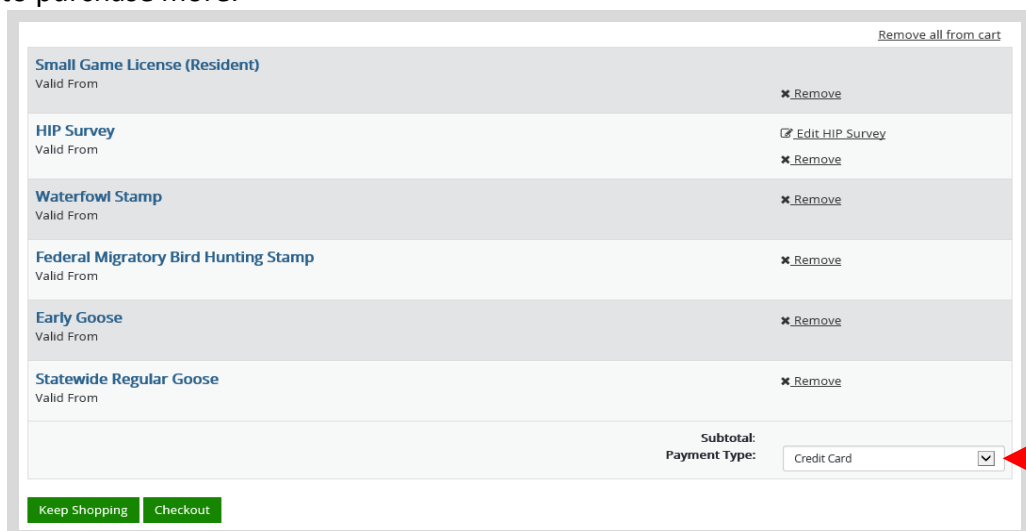 to purchase more.
Remove all from cart
Small Game License (Resident)
Valid From
Remove
HIP Survey
Edit HIP Survey
Valid From
Remove
Waterfowl Stamp
Remove
Valid From
Federal Migratory Bird Hunting Stamp
Remove
Valid From
Early Goose
Remove
Valid From
Statewide Regular Goose
Remove
Valid From
Subtotal:
Payment Type: Credit Card
Keep Shopping Checkout